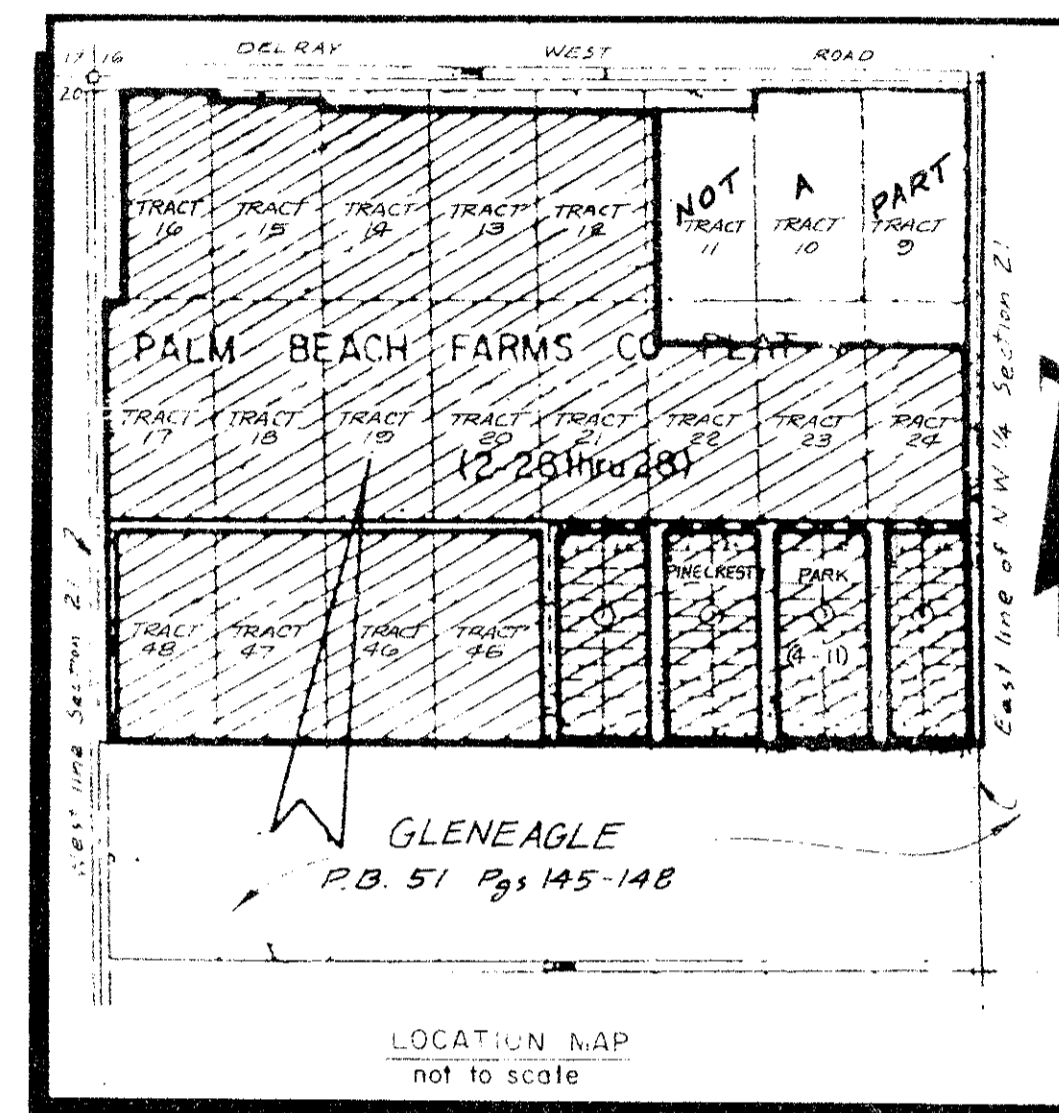 17 16 DELRAY WEST ROAD
20
NOT A PART
TRACT 16 TRACT 15 TRACT 14 TRACT 13 TRACT 12 TRACT 11 TRACT 10 TRACT 9
PALM BEACH FARMS CO PLAT
TRACT 17 TRACT 18 TRACT 19 TRACT 20 TRACT 21 TRACT 22 TRACT 23 RACT 24
(2-26 thru 28)
PINECREST PARK
(4-11)
TRACT 48 TRACT 47 TRACT 46 TRACT
West line Section 21
East line of NW 1/4 Section 21
GLENEAGLE
P.B. 51 Pgs 145-148
LOCATION MAP
not to scale